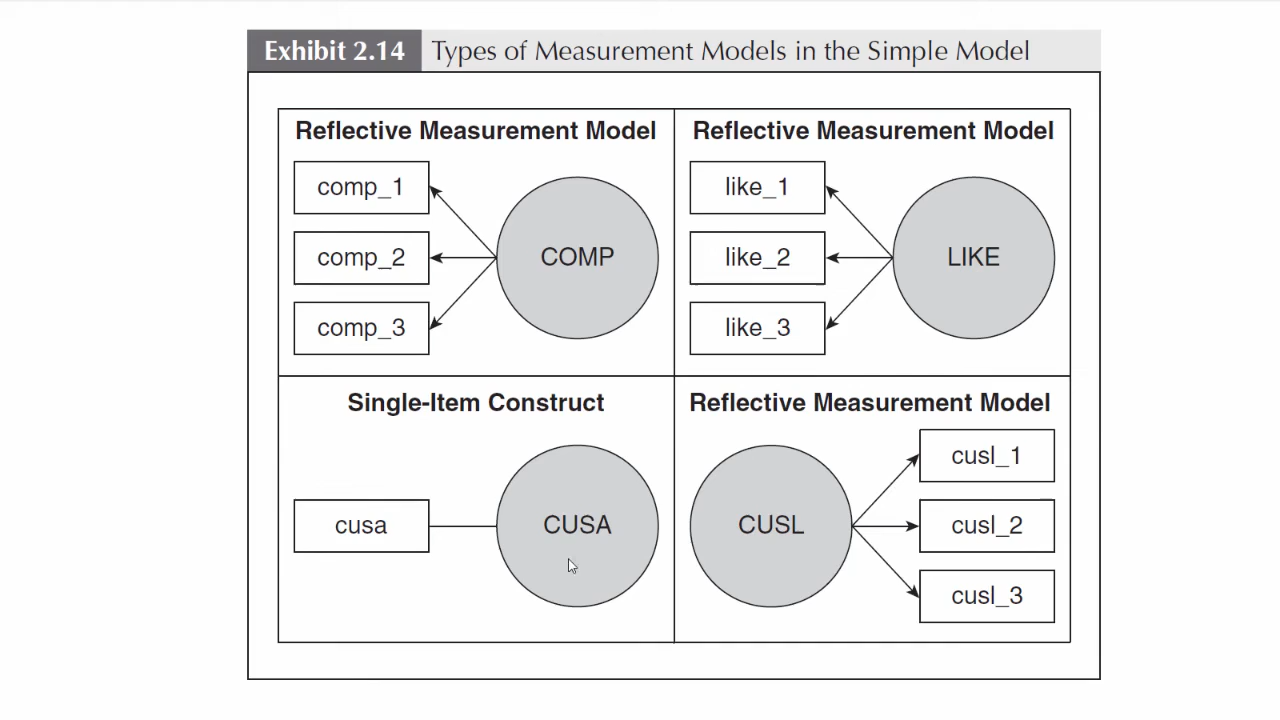 Exhibit 2.14 Types of Measurement Models in the Simple Model
Reflective Measurement Model
comp_1
comp_2
comp_3
COMP
Reflective Measurement Model
like_1
like_2
like_3
LIKE
Single-Item Construct
cusa
CUSA
Reflective Measurement Model
CUSL
cusl_1
cusl_2
cusl_3